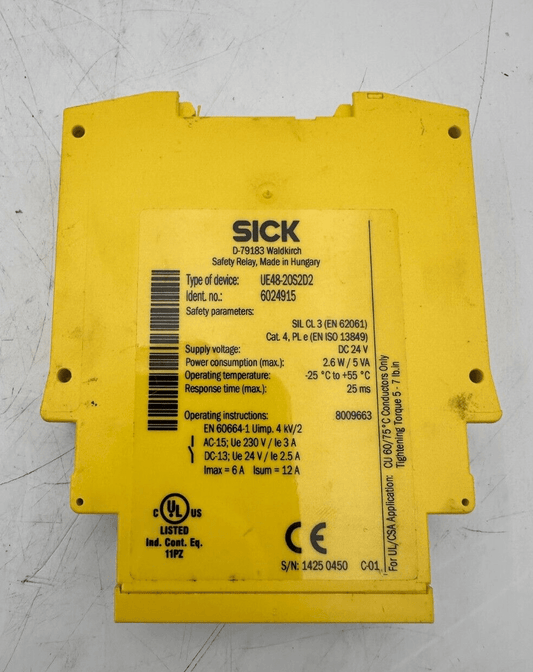 SICK
D-79183 Waldkirch
Safety Relay, Made in Hungary
Type of device: UE48-20S2D2
Ident. no.: 6024915
Safety parameters:
SIL CL 3 (EN 62061)
Cat. 4, PL e (EN ISO 13849)
Supply voltage: DC 24 V
Power consumption (max.): 2.6 W / 5 VA
Operating temperature: -25 °C to +55 °C
Response time (max.): 25 ms
Operating instructions: 8009663
EN 60664-1 Uimp. 4 kV/2
AC-15; Ue 230 V / Ie 3 A
DC-13; Ue 24 V / Ie 2.5 A
Imax = 6 A Isum = 12 A
C UL US
LISTED
Ind. Cont. Eq.
11PZ
CE
S/N: 1425 0450 C-01
For UL/CSA Application: CU 60/75 °C Conductors Only
Tightening Torque 5 - 7 lb.in